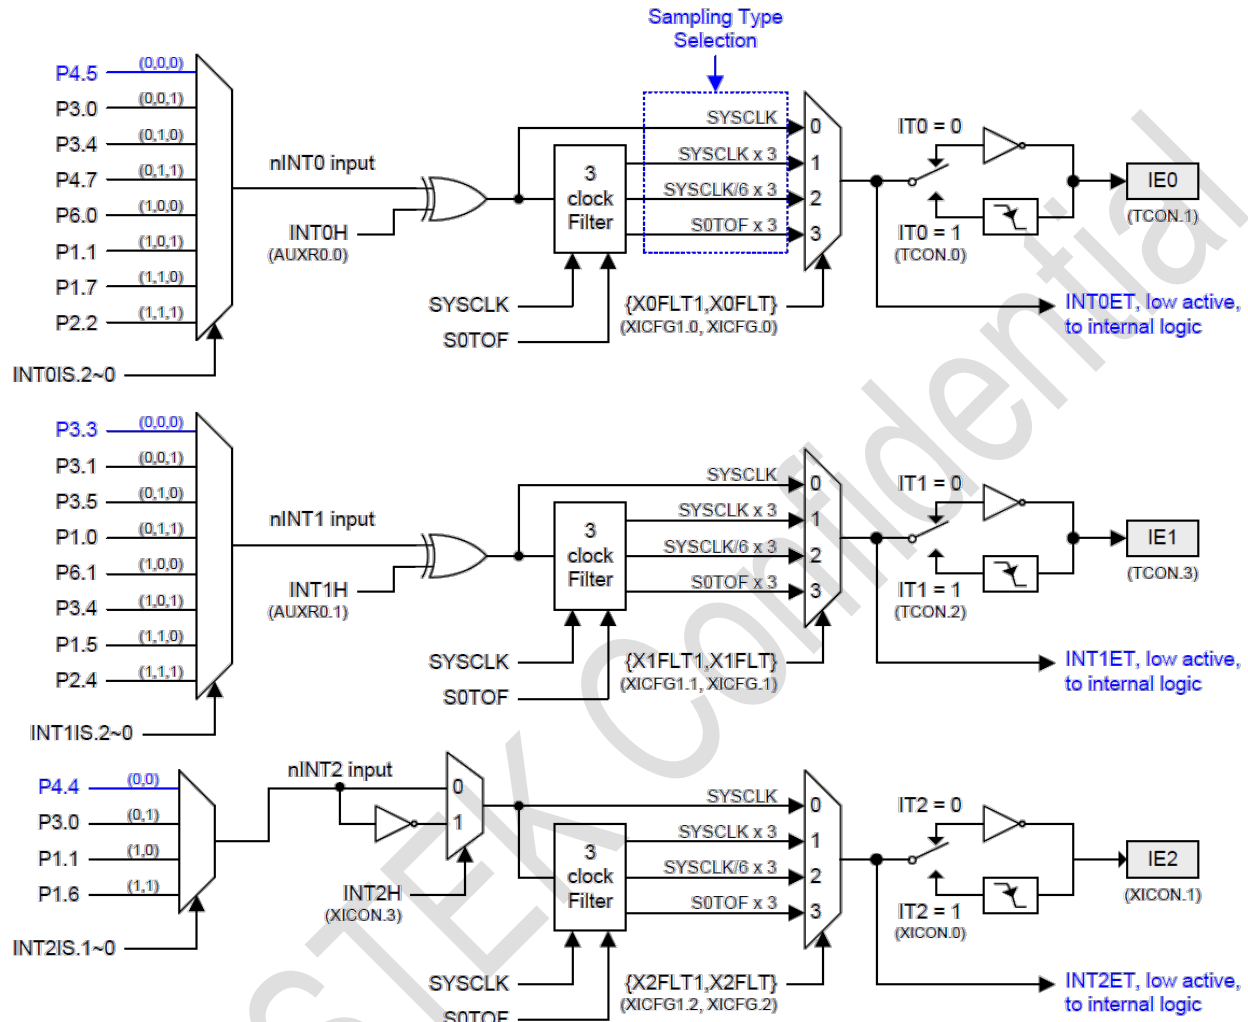 Sampling Type
Selection
P4.5 (0,0,0)
P3.0 (0,0,1)
P3.4 (0,1,0)
P4.7 (0,1,1)
P6.0 (1,0,0)
P1.1 (1,0,1)
P1.7 (1,1,0)
P2.2 (1,1,1)
INT0IS.2~0
nINT0 input
INT0H
(AUXR0.0)
3
clock
Filter
SYSCLK
S0TOF
SYSCLK 0
SYSCLK x 3 1
SYSCLK/6 x 3 2
S0TOF x 3 3
{X0FLT1,X0FLT}
(XICFG1.0, XICFG.0)
IT0 = 0
IT0 = 1
(TCON.0)
IE0
(TCON.1)
INT0ET, low active,
to internal logic
P3.3 (0,0,0)
P3.1 (0,0,1)
P3.5 (0,1,0)
P1.0 (0,1,1)
P6.1 (1,0,0)
P3.4 (1,0,1)
P1.5 (1,1,0)
P2.4 (1,1,1)
INT1IS.2~0
nINT1 input
INT1H
(AUXR0.1)
3
clock
Filter
SYSCLK
S0TOF
SYSCLK 0
SYSCLK x 3 1
SYSCLK/6 x 3 2
S0TOF x 3 3
{X1FLT1,X1FLT}
(XICFG1.1, XICFG.1)
IT1 = 0
IT1 = 1
(TCON.2)
IE1
(TCON.3)
INT1ET, low active,
to internal logic
P4.4 (0,0)
P3.0 (0,1)
P1.1 (1,0)
P1.6 (1,1)
INT2IS.1~0
nINT2 input
0
1
INT2H
(XICON.3)
3
clock
Filter
SYSCLK
S0TOF
SYSCLK 0
SYSCLK x 3 1
SYSCLK/6 x 3 2
S0TOF x 3 3
{X2FLT1,X2FLT}
(XICFG1.2, XICFG.2)
IT2 = 0
IT2 = 1
(XICON.0)
IE2
(XICON.1)
INT2ET, low active,
to internal logic
STEK Confidential